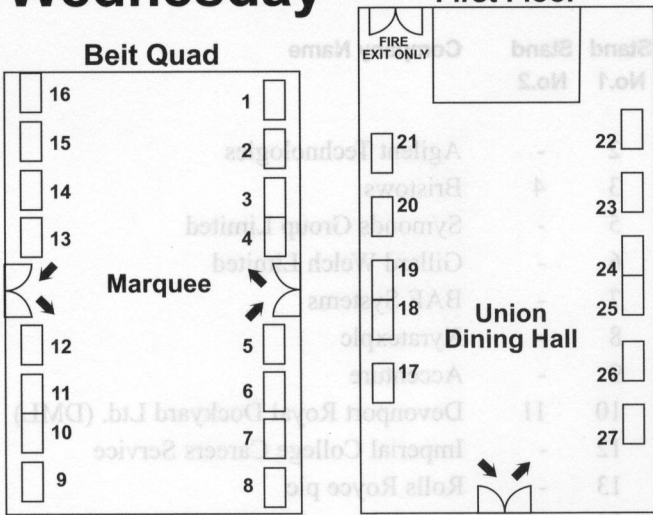 Wednesday
First Floor
Beit Quad
16
15
14
13
12
11
10
9
Marquee
1
2
3
4
5
6
7
8
FIRE
EXIT ONLY
21
20
19
18
17
Union
Dining Hall
22
23
24
25
26
27
Stand No.1 Stand No.2 Company Name
2 - Agilent Technologies
3 4 Bristows
5 - Symonds Group Limited
6 - Welch Limited
7 - BAE Systems
8 plc
- Accenture
10 11 Devonport Royal Dockyard Ltd. (DML)
12 - Imperial College Careers Service
13 - Rolls Royce plc